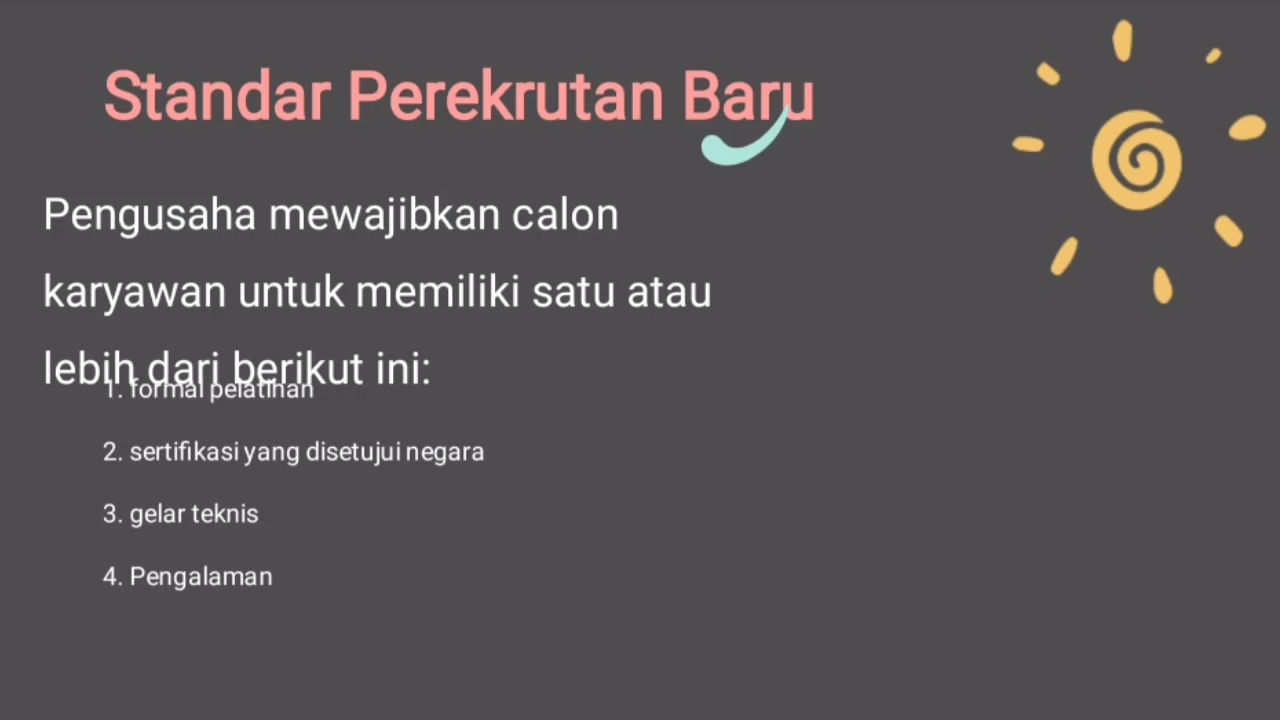 Standar Perekrutan Baru
Pengusaha mewajibkan calon
karyawan untuk memiliki satu atau
lebih dari berikut ini:
1. formal pelatihan
2. sertifikasi yang disetujui negara
3. gelar teknis
4. Pengalaman